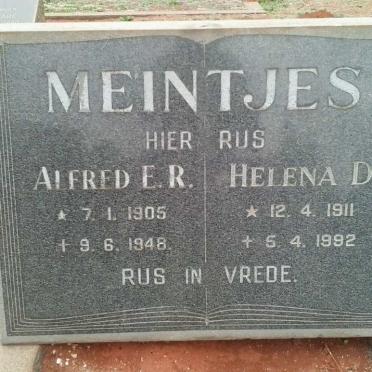 MEINTJES
HIER RUS
ALFRED E.R. HELENA D
★ 7. 1. 1905 ★ 12. 4. 1911
✝ 9. 6. 1948. ✝ 5. 4. 1992
RUS IN VREDE.